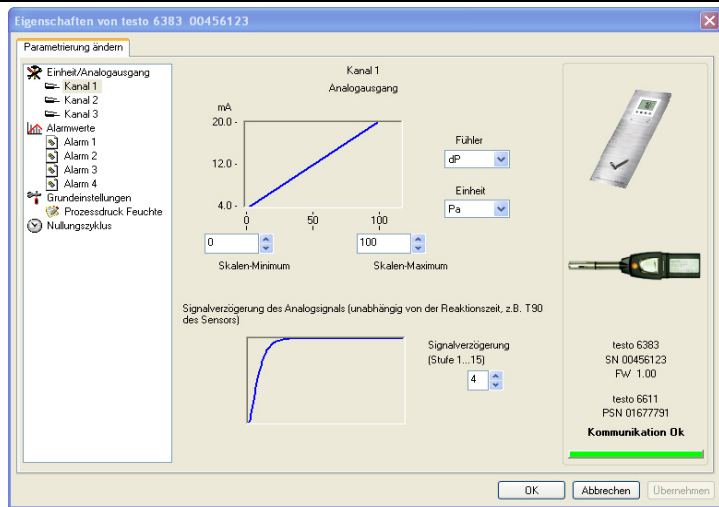 Eigenschaften von testo 6383 00456123
Parametrierung ändern
Einheit/Analogausgang
Kanal 1
Kanal 2
Kanal 3
Alarmwerte
Alarm 1
Alarm 2
Alarm 3
Alarm 4
Grundeinstellungen
Prozessdruck Feuchte
Nullungszyklus
Kanal 1
Analogausgang
mA
20.0 -
12.0 -
4.0 -
0 50 100
0
100
Skalen-Minimum
Skalen-Maximum
Fühler
dP
Einheit
Pa
Signalverzögerung des Analogsignals (unabhängig von der Reaktionszeit, z.B. T90
des Sensors)
Signalverzögerung
(Stufe 1...15)
4
testo 6383
SN 00456123
FW 1.00
testo 6611
PSN 01677791
Kommunikation Ok
OK
Abbrechen
Übernehmen